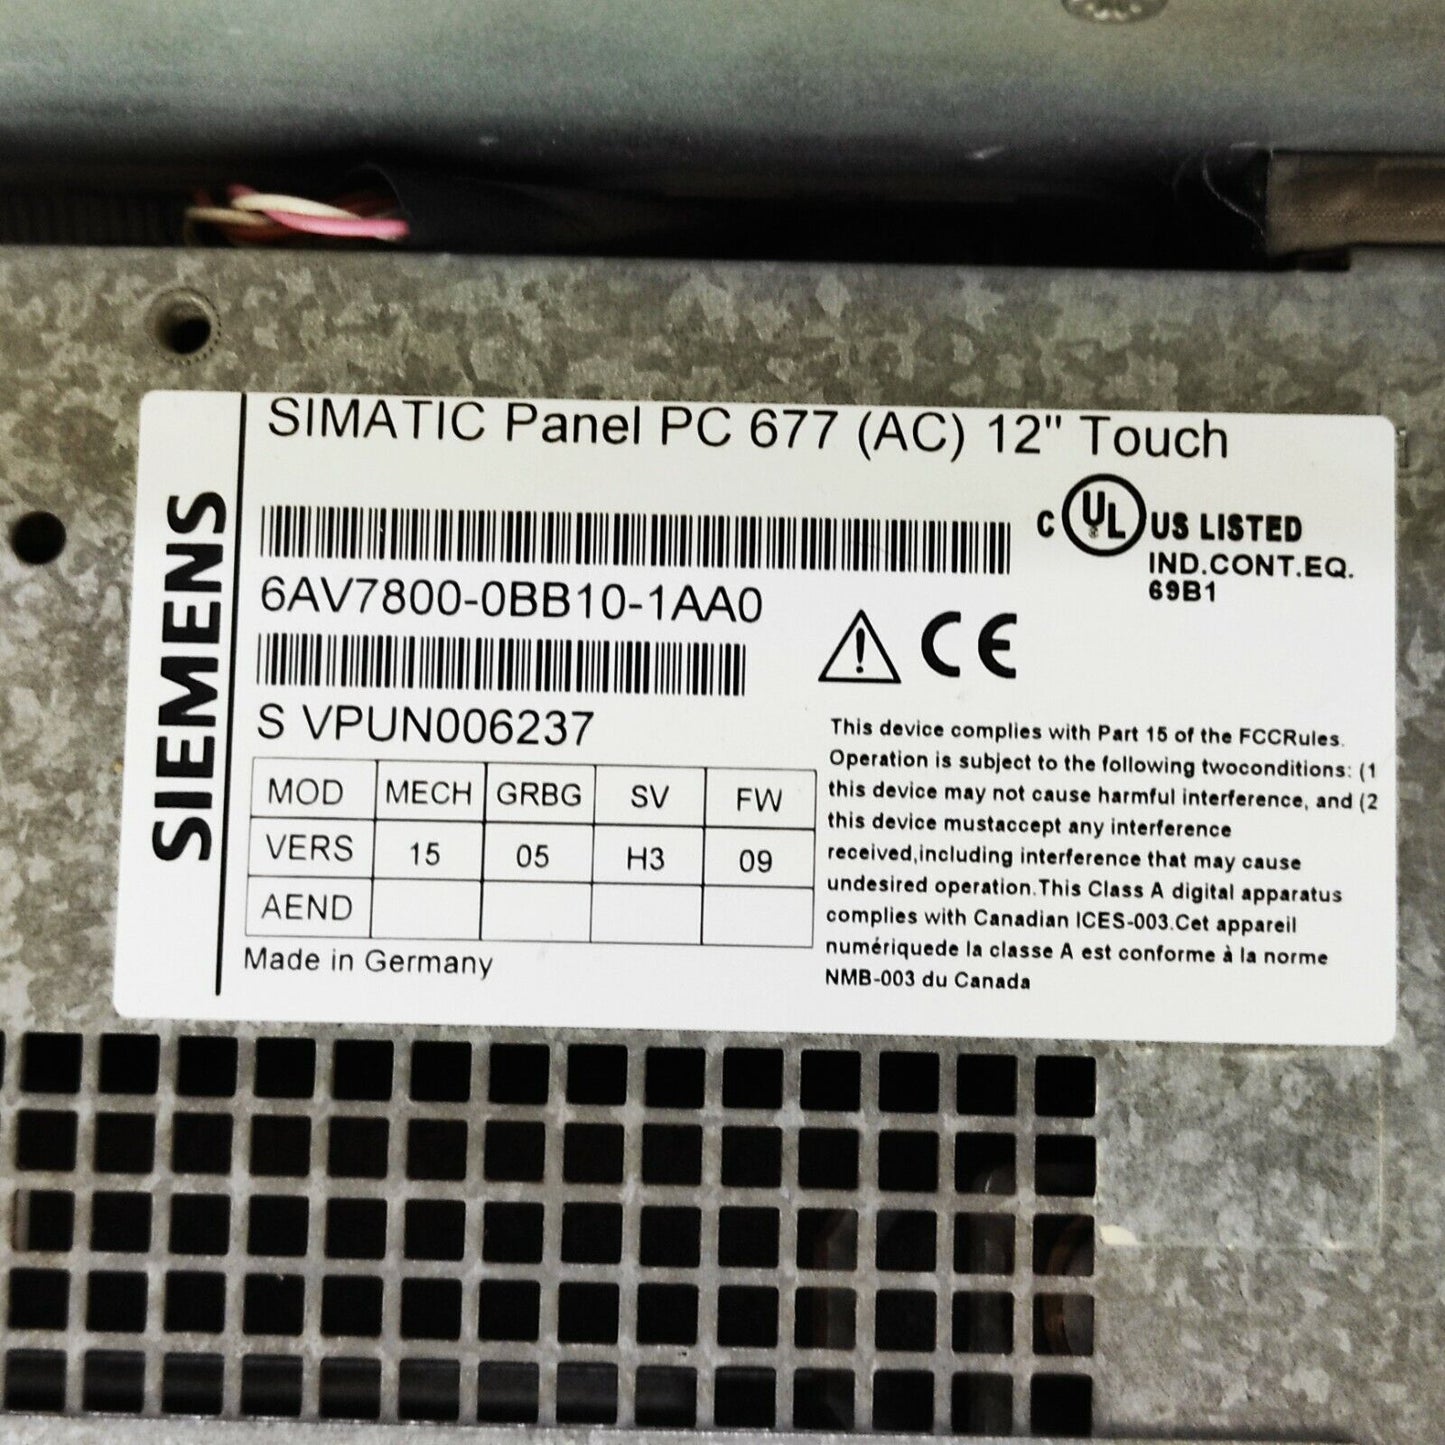 SIEMENS
SIMATIC Panel PC 677 (AC) 12" Touch
6AV7800-0BB10-1AA0
S VPUN006237
C UL ® US LISTED
IND.CONT.EQ.
69B1
CE
MOD MECH GRBG SV FW
VERS 15 05 H3 09
AEND
Made in Germany
This device complies with Part 15 of the FCCRules.
Operation is subject to the following twoconditions: (1
this device may not cause harmful interference, and (2
this device mustaccept any interference
received,including interference that may cause
undesired operation.This Class A digital apparatus
complies with Canadian ICES-003.Cet appareil
numériquede la classe A est conforme à la norme
NMB-003 du Canada